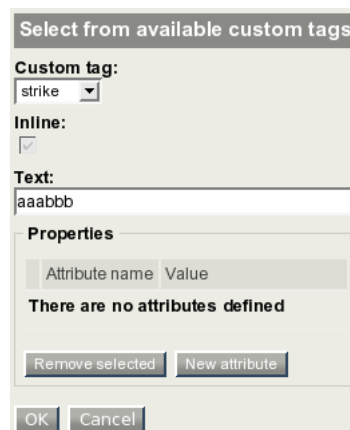 Select from available custom tags
Custom tag:
strike
Inline:
Text:
aaabbb
Properties
Attribute name Value
There are no attributes defined
Remove selected New attribute
OK Cancel